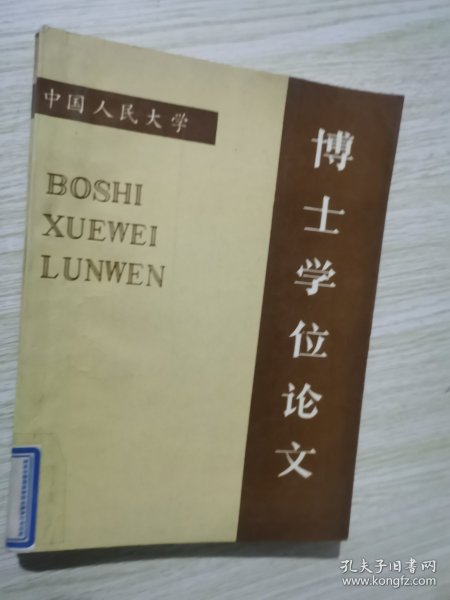 中国人民大学
BOSHI
XUEWEI
LUNWEN
博士学位论文
孔夫子旧书网
www.kongfz.com